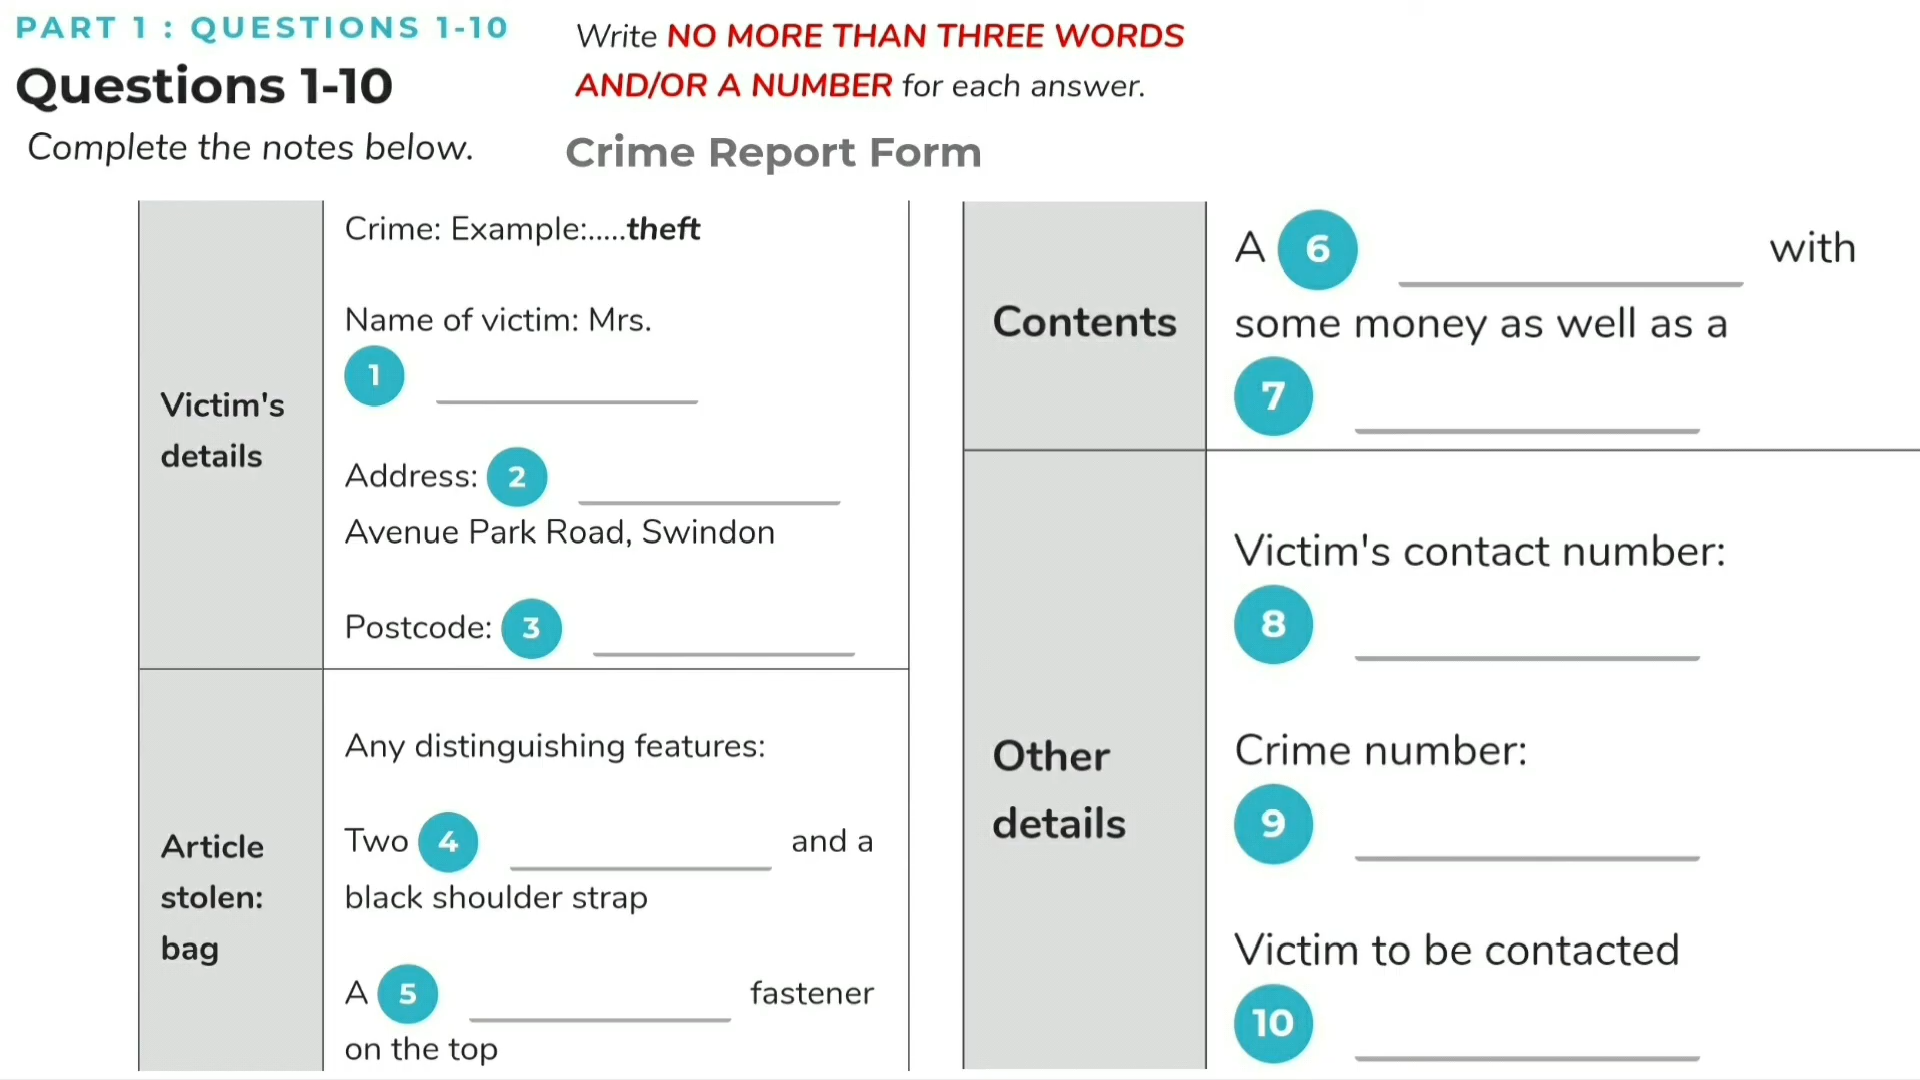 PART 1 : QUESTIONS 1-10
Questions 1-10
Complete the notes below.
Write NO MORE THAN THREE WORDS
AND/OR A NUMBER for each answer.
Crime Report Form
Victim's
details
Crime: Example:.....theft
Name of victim: Mrs.
1
Address: 2
Avenue Park Road, Swindon
Postcode: 3
Article
stolen:
bag
Any distinguishing features:
Two 4 and a
black shoulder strap
A 5 fastener
on the top
Contents
A 6 with
some money as well as a
7
Other
details
Victim's contact number:
8
Crime number:
9
Victim to be contacted
10